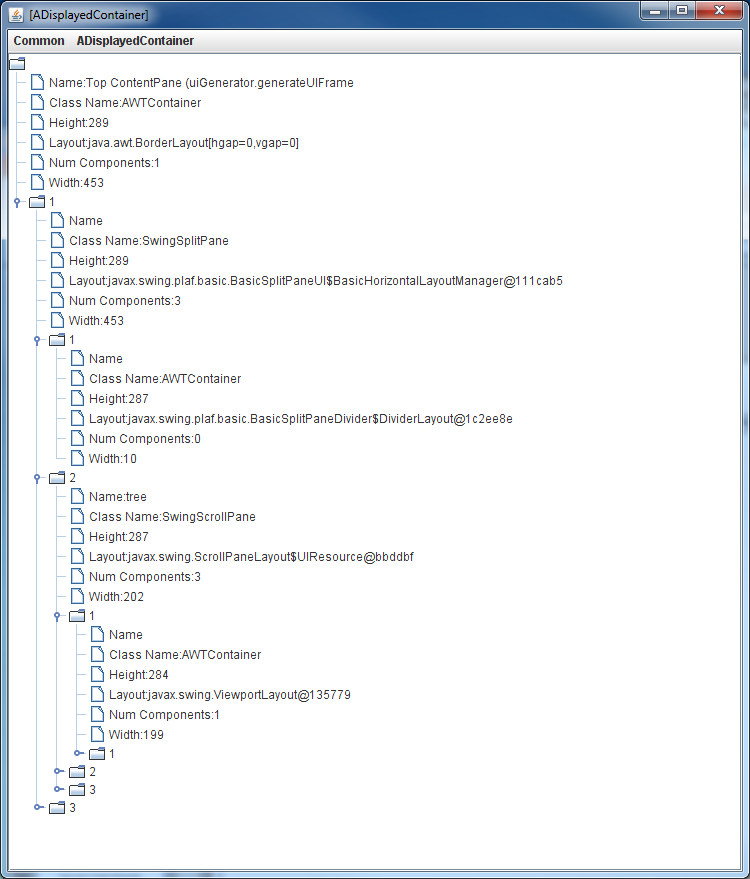 [ADisplayedContainer]
Common ADisplayedContainer
Name:Top ContentPane (uiGenerator.generateUIFrame
Class Name:AWTContainer
Height:289
Layout:java.awt.BorderLayout[hgap=0,vgap=0]
Num Components:1
Width:453
1
Name
Class Name:SwingSplitPane
Height:289
Layout:javax.swing.plaf.basic.BasicSplitPaneUI$BasicHorizontalLayoutManager@111cab5
Num Components:3
Width:453
1
Name
Class Name:AWTContainer
Height:287
Layout:javax.swing.plaf.basic.BasicSplitPaneDivider$DividerLayout@1c2ee8e
Num Components:0
Width:10
2
Name:tree
Class Name:SwingScrollPane
Height:287
Layout:javax.swing.ScrollPaneLayout$UIResource@bbddbf
Num Components:3
Width:202
1
Name
Class Name:AWTContainer
Height:284
Layout:javax.swing.ViewportLayout@135779
Num Components:1
Width:199
1
2
3
3